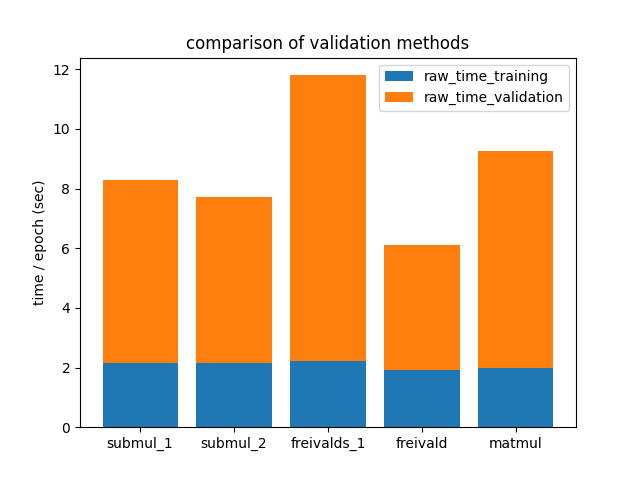 comparison of validation methods
raw_time_training
raw_time_validation
time / epoch (sec)
12
10
8
6
4
2
0
submul_1 submul_2 freivalds_1 freivald matmul